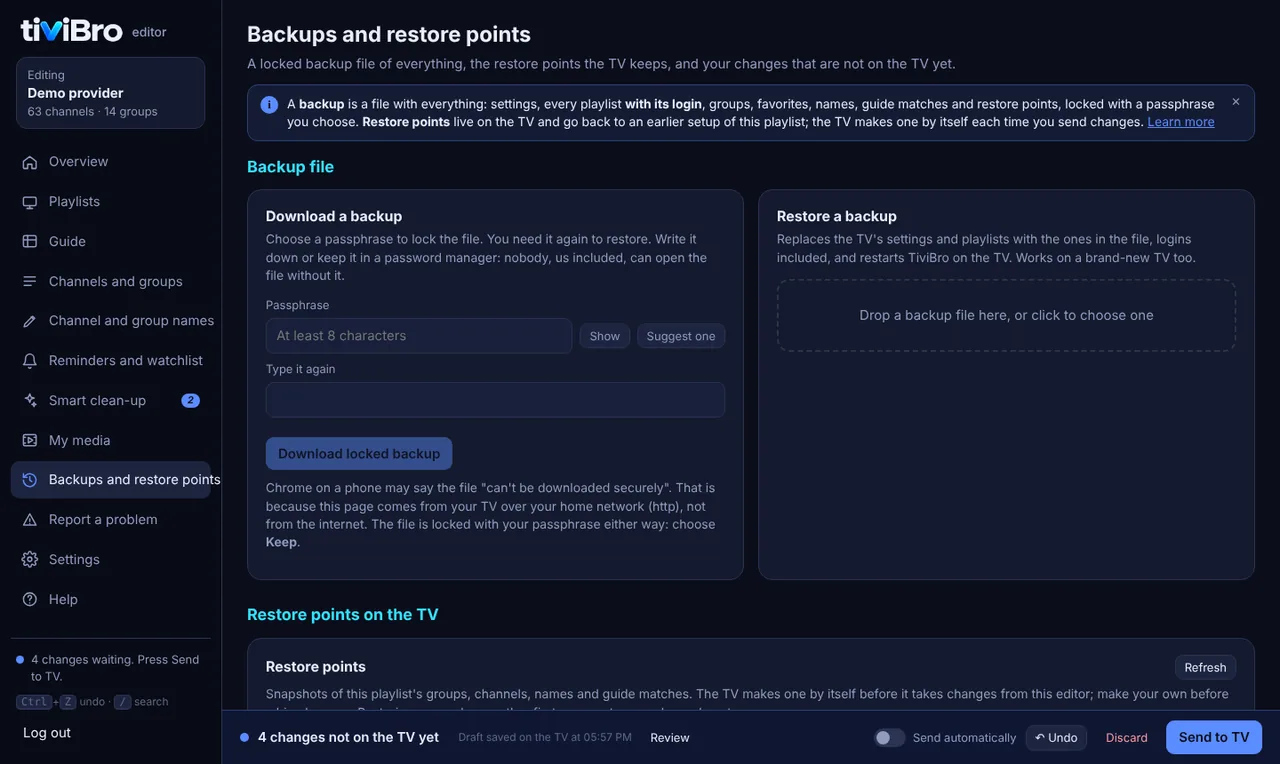 tiViBro editor
Editing
Demo provider
63 channels · 14 groups
Overview
Playlists
Guide
Channels and groups
Channel and group names
Reminders and watchlist
Smart clean-up 2
My media
Backups and restore points
Report a problem
Settings
Help
4 changes waiting. Press Send
to TV.
Ctrl+Z undo · / search
Log out
Backups and restore points
A locked backup file of everything, the restore points the TV keeps, and your changes that are not on the TV yet.
A backup is a file with everything: settings, every playlist with its login, groups, favorites, names, guide matches and restore points, locked with a passphrase
you choose. Restore points live on the TV and go back to an earlier setup of this playlist; the TV makes one by itself each time you send changes. Learn more
Backup file
Download a backup
Choose a passphrase to lock the file. You need it again to restore. Write it
down or keep it in a password manager: nobody, us included, can open the
file without it.
Passphrase
At least 8 characters
Show
Suggest one
Type it again
Download locked backup
Chrome on a phone may say the file "can't be downloaded securely". That is
because this page comes from your TV over your home network (http), not
from the internet. The file is locked with your passphrase either way: choose
Keep.
Restore a backup
Replaces the TV's settings and playlists with the ones in the file, logins
included, and restarts TiviBro on the TV. Works on a brand-new TV too.
Drop a backup file here, or click to choose one
Restore points on the TV
Restore points
Refresh
Snapshots of this playlist's groups, channels, names and guide matches. The TV makes one by itself before it takes changes from this editor; make your own before
4 changes not on the TV yet
Draft saved on the TV at 05:57 PM
Review
Send automatically
↶ Undo
Discard
Send to TV